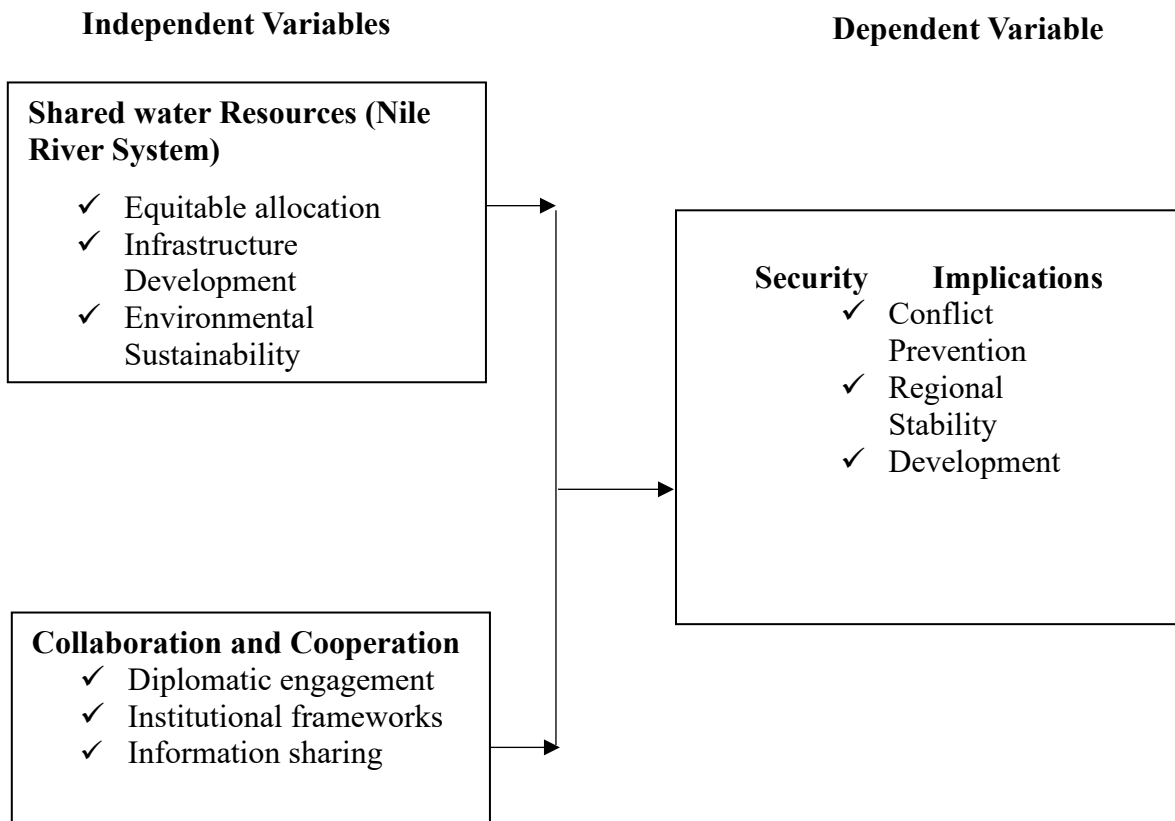 Independent Variables
Dependent Variable
Shared water Resources (Nile
River System)
✓ Equitable allocation
✓ Infrastructure
Development
✓ Environmental
Sustainability
Security Implications
✓ Conflict
Prevention
✓ Regional
Stability
✓ Development
Collaboration and Cooperation
✓ Diplomatic engagement
✓ Institutional frameworks
✓ Information sharing